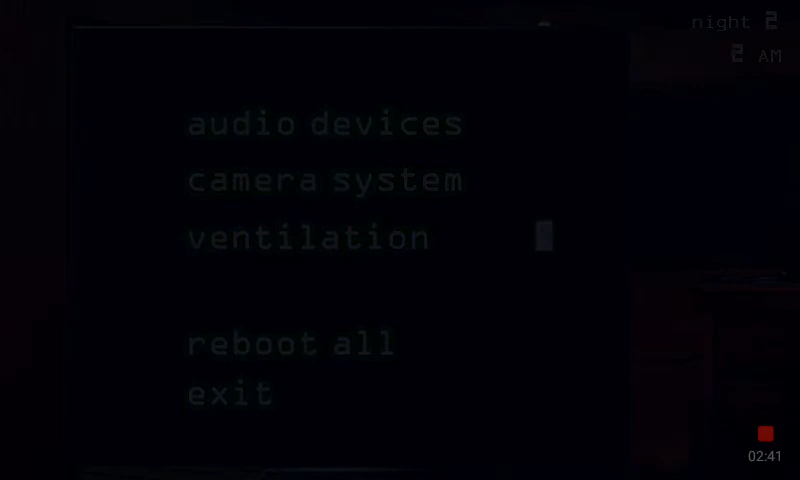 night 2
2 AM
audio devices
camera system
ventilation
reboot all
exit
02:41